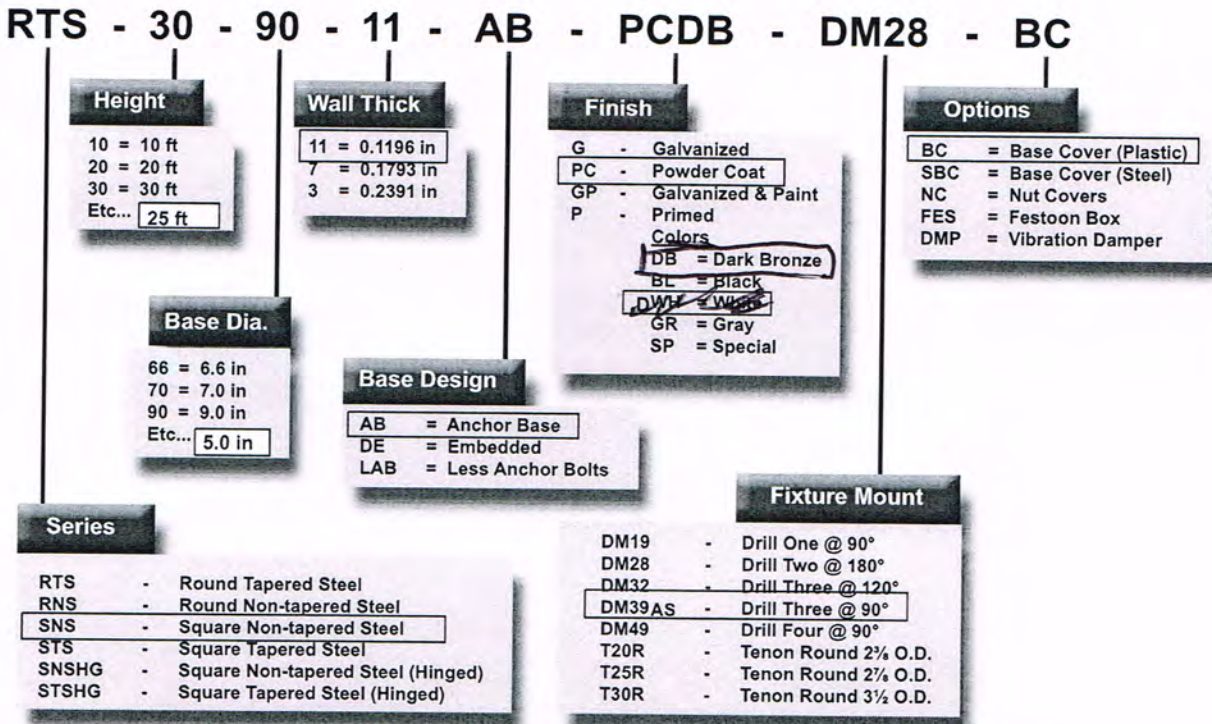 RTS - 30 - 90 - 11 - AB - PCDB - DM28 - BC
Height
10 = 10 ft
20 = 20 ft
30 = 30 ft
Etc... 25 ft
Wall Thick
11 = 0.1196 in
7 = 0.1793 in
3 = 0.2391 in
Finish
G - Galvanized
PC - Powder Coat
GP - Galvanized & Paint
P - Primed
Colors
DB = Dark Bronze
BL = Black
WH = White
GR = Gray
SP = Special
Options
BC = Base Cover (Plastic)
SBC = Base Cover (Steel)
NC = Nut Covers
FES = Festoon Box
DMP = Vibration Damper
Base Dia.
66 = 6.6 in
70 = 7.0 in
90 = 9.0 in
Etc... 5.0 in
Base Design
AB = Anchor Base
DE = Embedded
LAB = Less Anchor Bolts
Series
RTS - Round Tapered Steel
RNS - Round Non-tapered Steel
SNS - Square Non-tapered Steel
STS - Square Tapered Steel
SNSHG - Square Non-tapered Steel (Hinged)
STSHG - Square Tapered Steel (Hinged)
Fixture Mount
DM19 - Drill One @ 90°
DM28 - Drill Two @ 180°
DM32 - Drill Three @ 120°
DM39AS - Drill Three @ 90°
DM49 - Drill Four @ 90°
T20R - Tenon Round 2⅜ O.D.
T25R - Tenon Round 2⅞ O.D.
T30R - Tenon Round 3½ O.D.